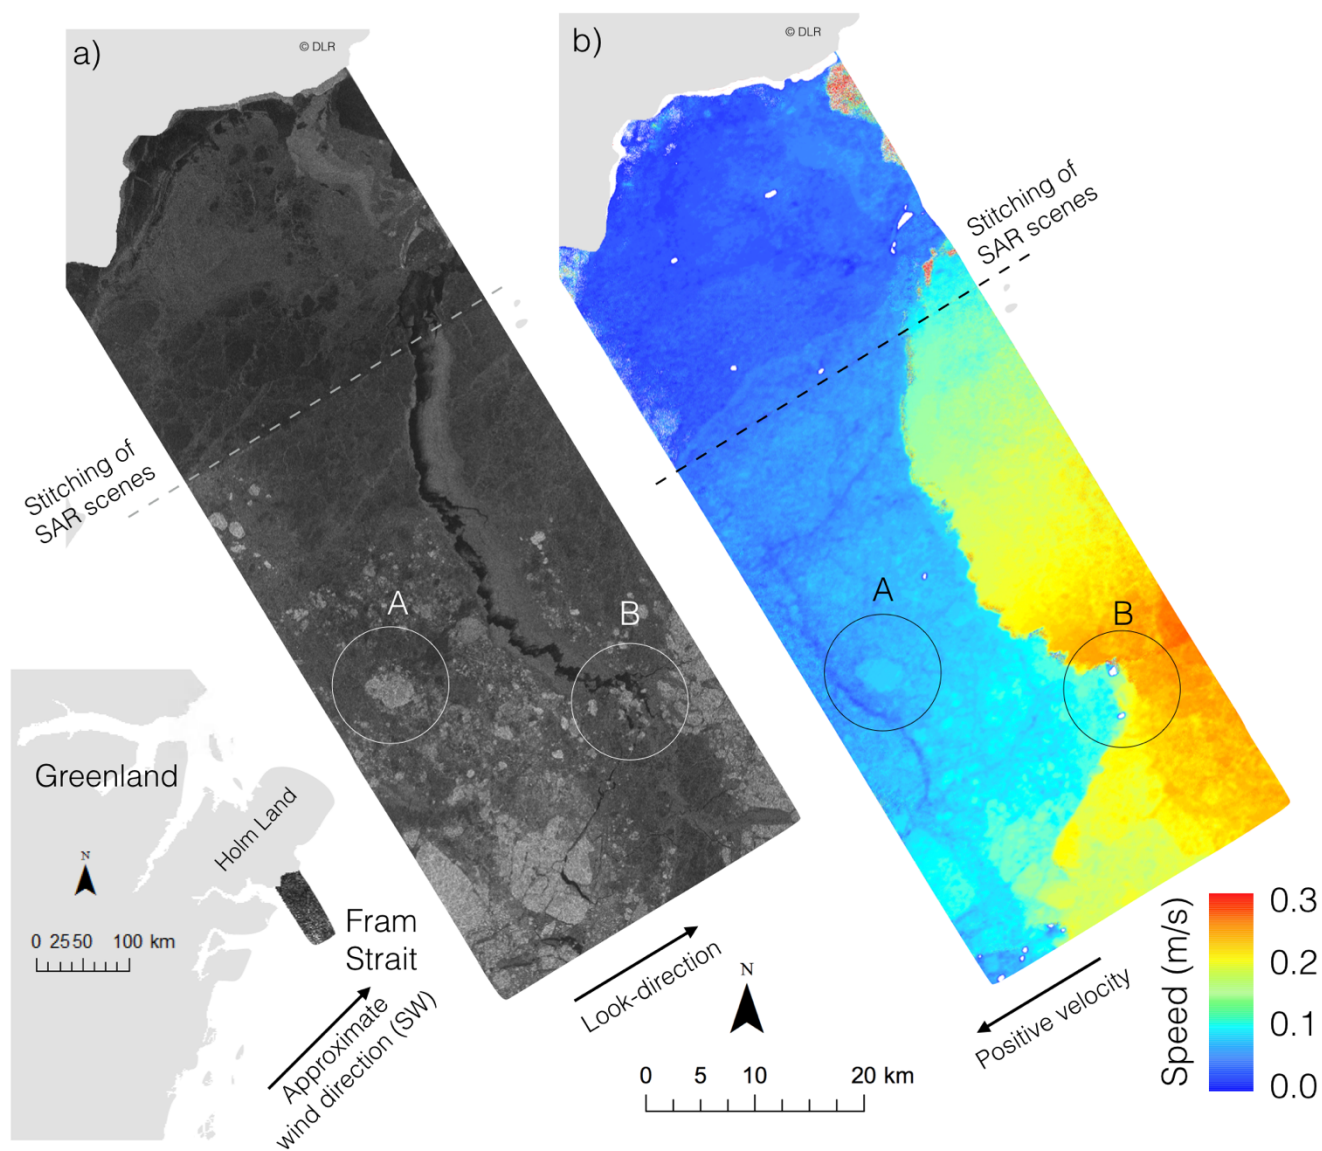 a)
© DLR
b)
© DLR
Stitching of
SAR scenes
Stitching of
SAR scenes
A
B
A
B
Greenland
Holm Land
N
0 25 50 100 km
Fram
Strait
Approximate
wind direction (SW)
Look-direction
N
0 5 10 20 km
Positive velocity
Speed (m/s)
0.3
0.2
0.1
0.0